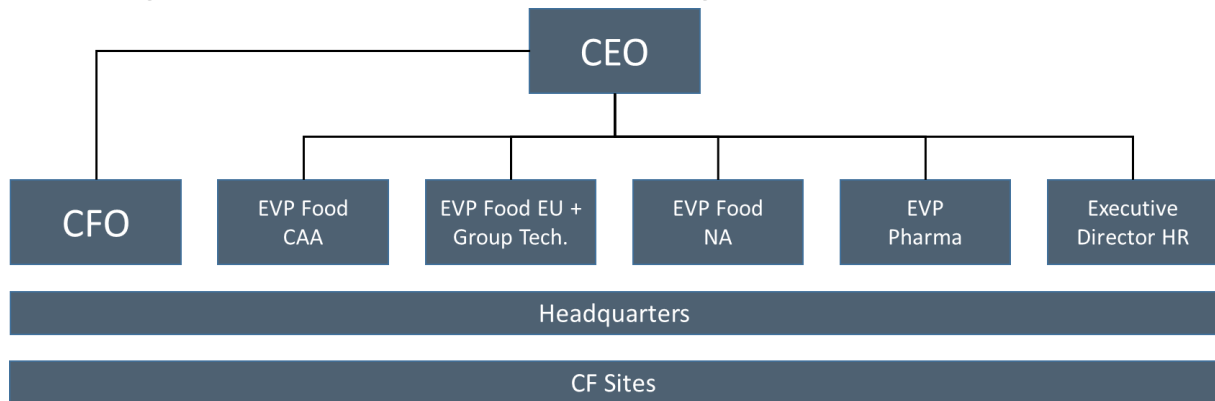 CEO
CFO
EVP Food
CAA
EVP Food EU +
Group Tech.
EVP Food
NA
EVP
Pharma
Executive
Director HR
Headquarters
CF Sites